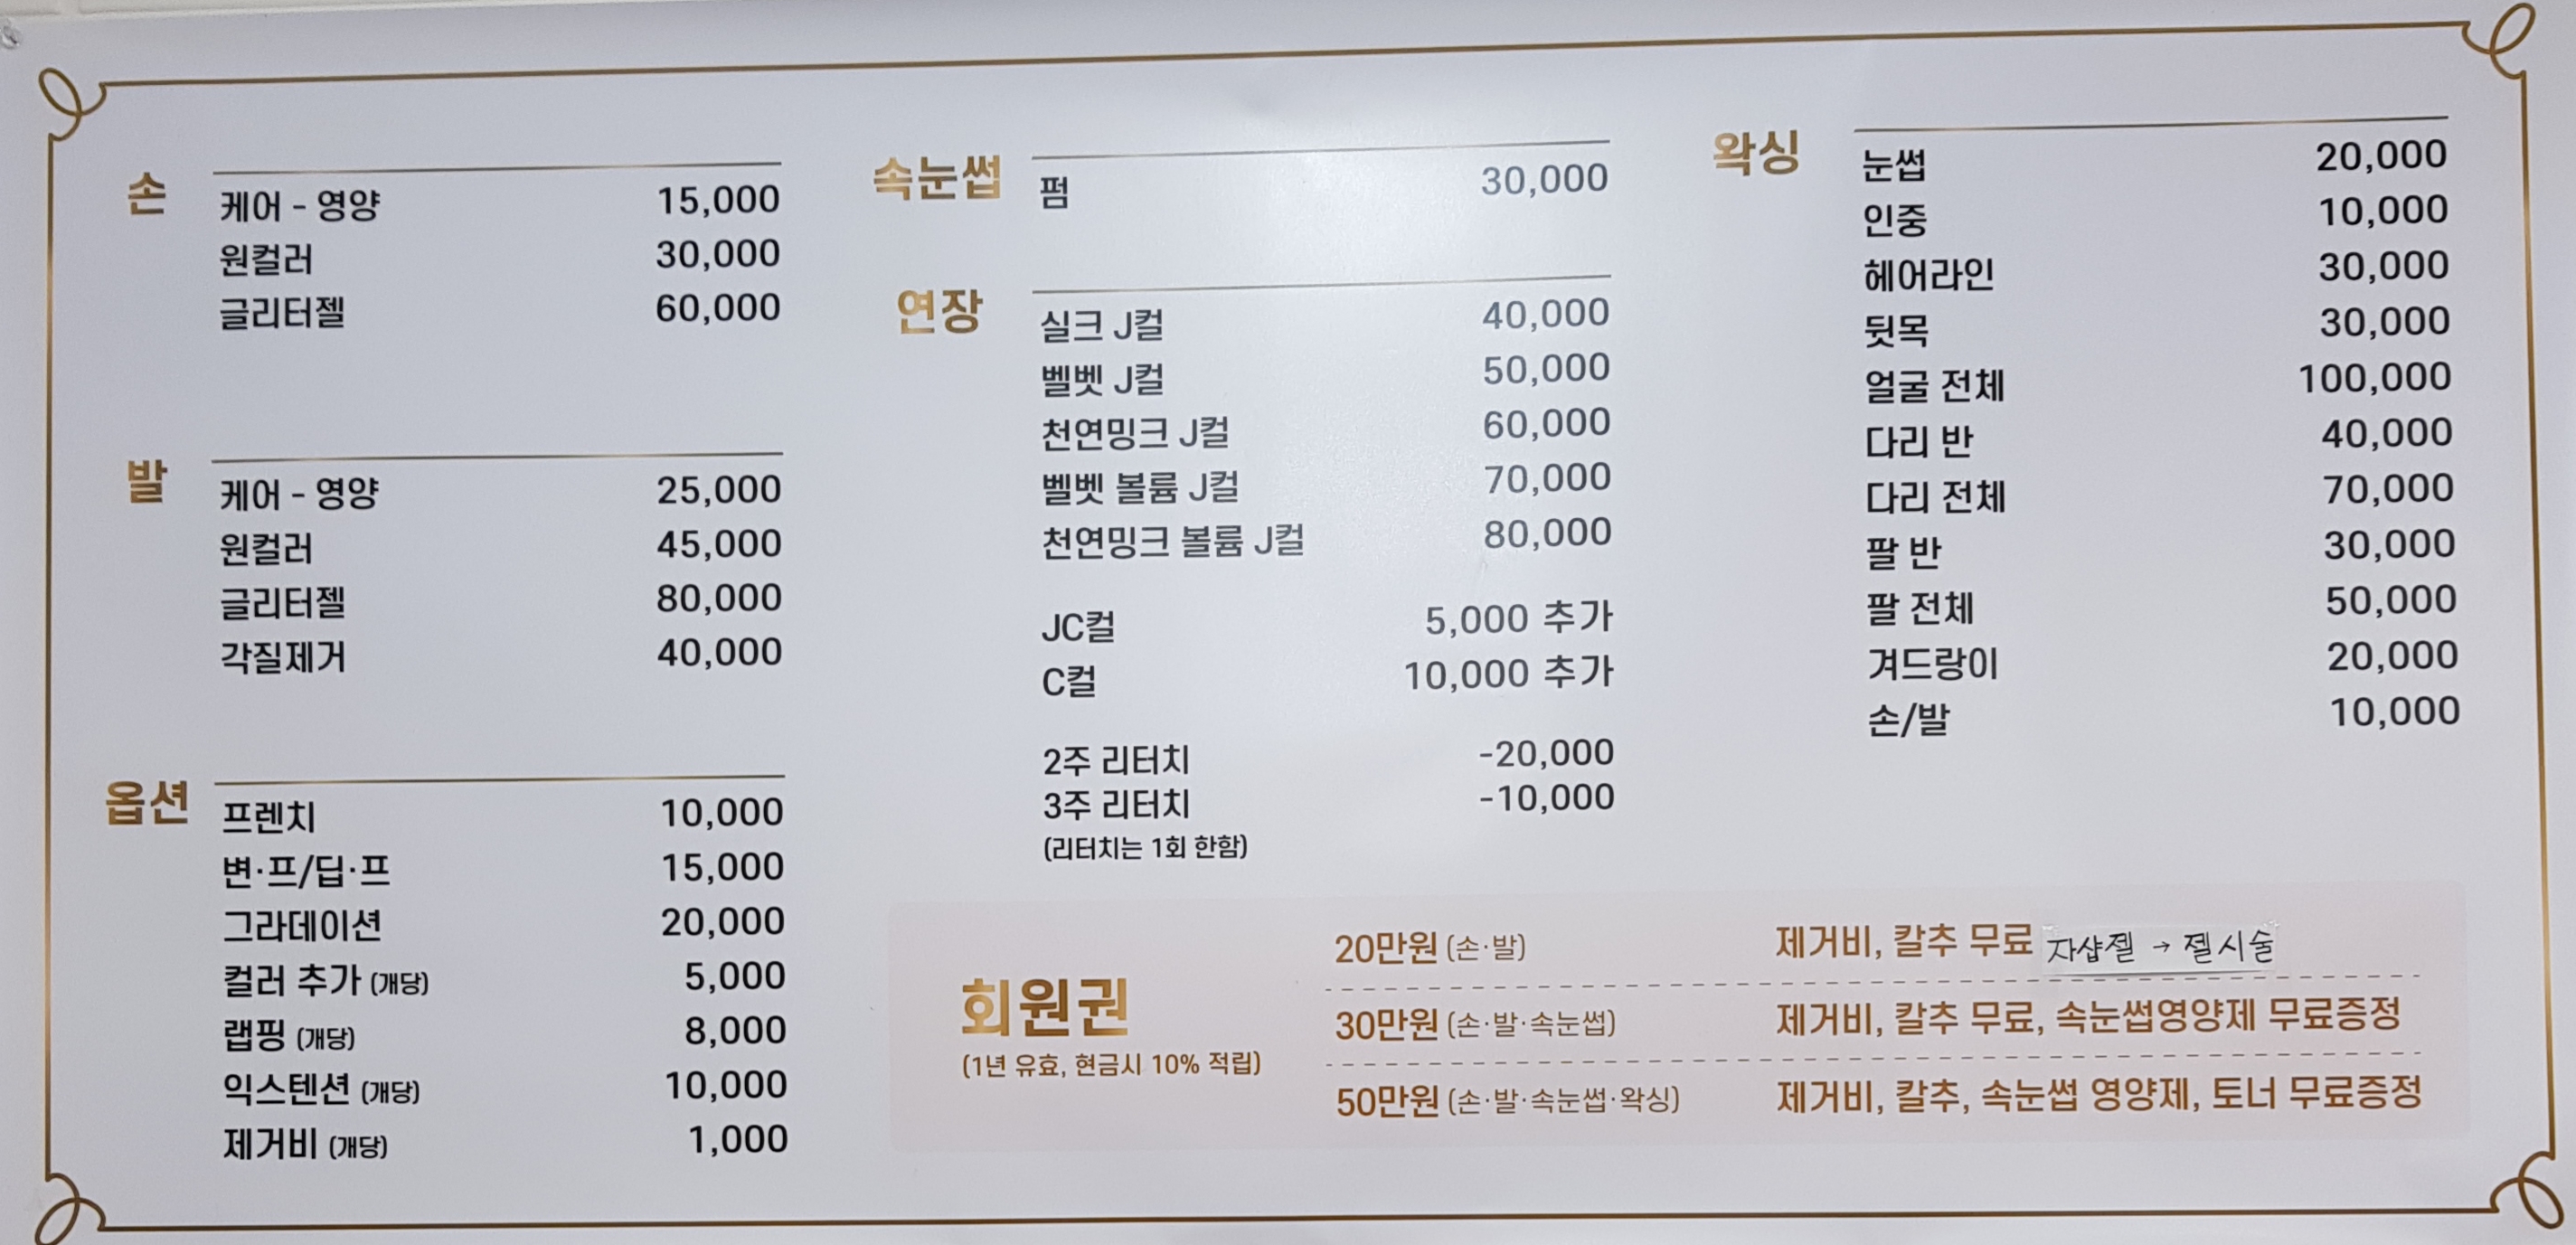 손
케어 - 영양 15,000
원컬러 30,000
글리터젤 60,000
발
케어 - 영양 25,000
원컬러 45,000
글리터젤 80,000
각질제거 40,000
옵션
프렌치 10,000
변·프/딥·프 15,000
그라데이션 20,000
컬러 추가 (개당) 5,000
랩핑 (개당) 8,000
익스텐션 (개당) 10,000
제거비 (개당) 1,000
속눈썹
펌 30,000
연장
실크 J컬 40,000
벨벳 J컬 50,000
천연밍크 J컬 60,000
벨벳 볼륨 J컬 70,000
천연밍크 볼륨 J컬 80,000
JC컬 5,000 추가
C컬 10,000 추가
2주 리터치 -20,000
3주 리터치 -10,000
(리터치는 1회 한함)
왁싱
눈썹 20,000
인중 10,000
헤어라인 30,000
뒷목 30,000
얼굴 전체 100,000
다리 반 40,000
다리 전체 70,000
팔 반 30,000
팔 전체 50,000
겨드랑이 20,000
손/발 10,000
회원권
(1년 유효, 현금시 10% 적립)
20만원 (손·발) 제거비, 칼추 무료 자샵젤 → 젤시술
30만원 (손·발·속눈썹) 제거비, 칼추 무료, 속눈썹영양제 무료증정
50만원 (손·발·속눈썹·왁싱) 제거비, 칼추, 속눈썹 영양제, 토너 무료증정